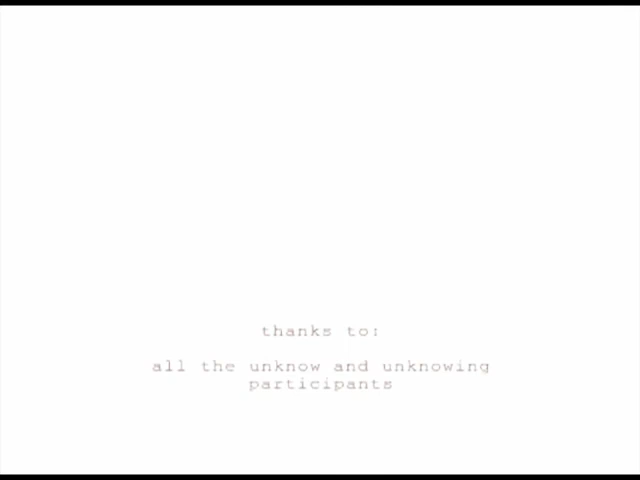 thanks to:
all the unknow and unknowing
participants